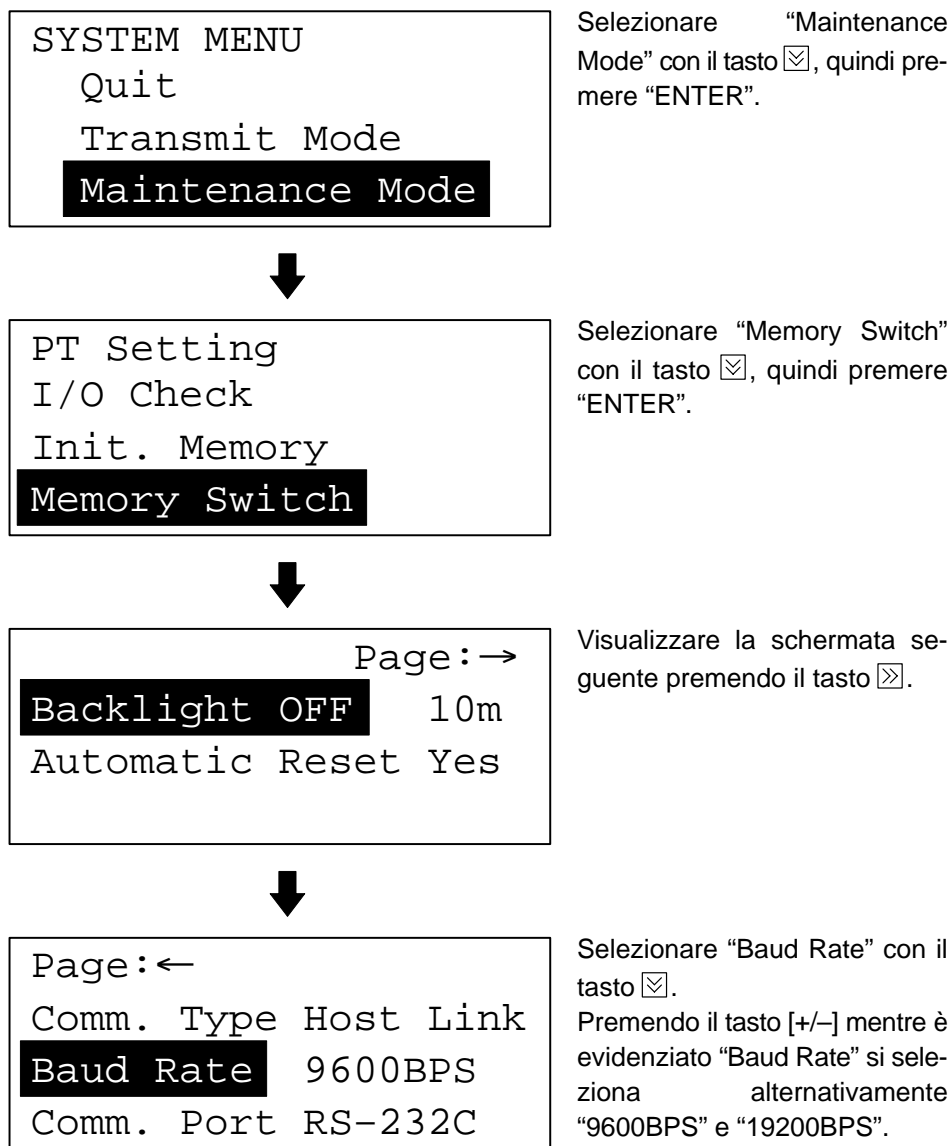 SYSTEM MENU
Quit
Transmit Mode
Maintenance Mode
Selezionare “Maintenance
Mode” con il tasto , quindi pre-
mere “ENTER”.
PT Setting
I/O Check
Init. Memory
Memory Switch
Selezionare “Memory Switch”
con il tasto , quindi premere
“ENTER”.
Page:→
Backlight OFF 10m
Automatic Reset Yes
Visualizzare la schermata se-
guente premendo il tasto .
Page:←
Comm. Type Host Link
Baud Rate 9600BPS
Comm. Port RS−232C
Selezionare “Baud Rate” con il
tasto .
Premendo il tasto [+/–] mentre è
evidenziato “Baud Rate” si sele-
ziona alternativamente
“9600BPS” e “19200BPS”.